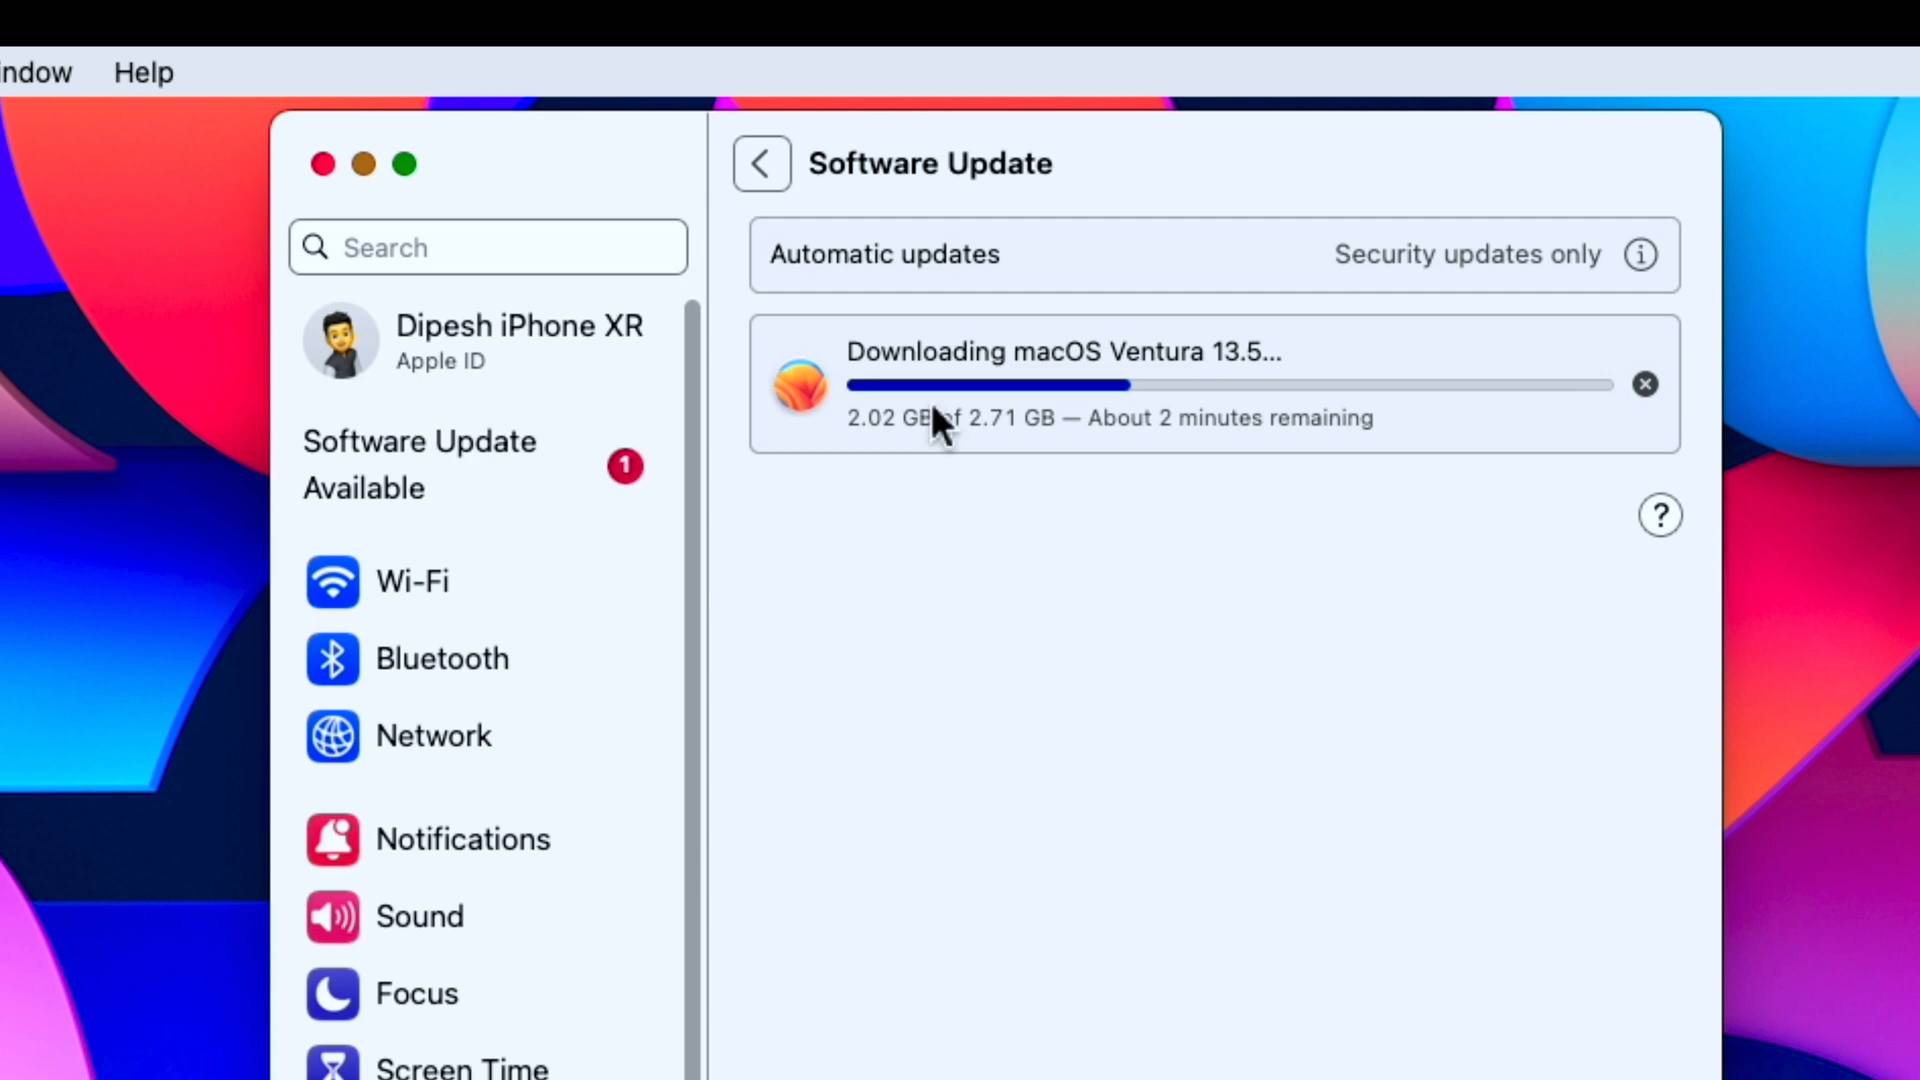 Help
Software Update
Search
Automatic updates
Security updates only
Dipesh iPhone XR
Apple ID
Downloading macOS Ventura 13.5...
2.02 GB of 2.71 GB — About 2 minutes remaining
Software Update
Available
1
?
Wi-Fi
Bluetooth
Network
Notifications
Sound
Focus
Screen Time